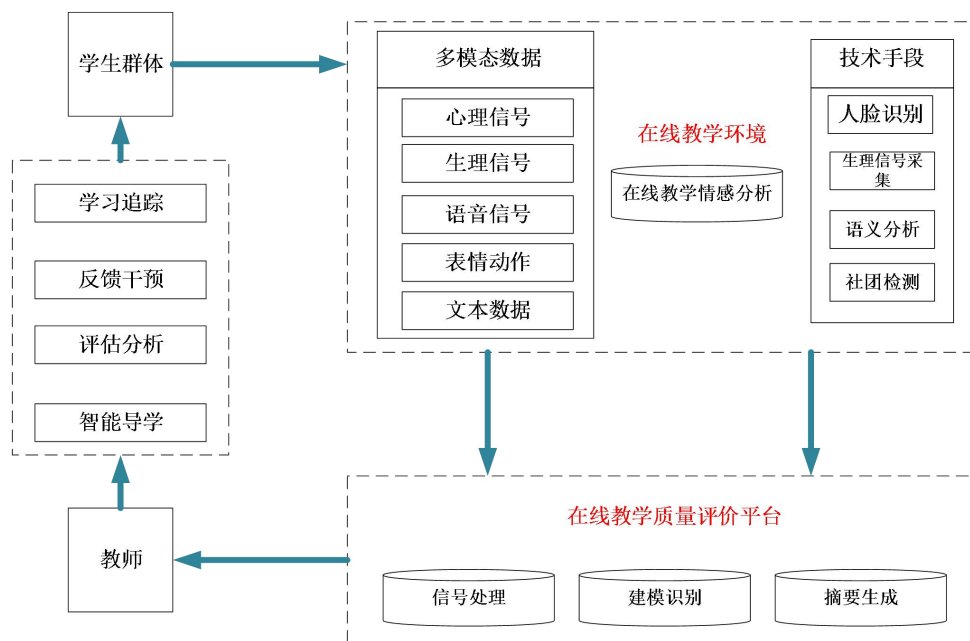 学生群体
多模态数据
技术手段
心理信号
人脸识别
在线教学环境
生理信号
生理信号采
集
在线教学情感分析
学习追踪
语音信号
语义分析
反馈干预
表情动作
社团检测
文本数据
评估分析
智能导学
在线教学质量评价平台
教师
信号处理
建模识别
摘要生成